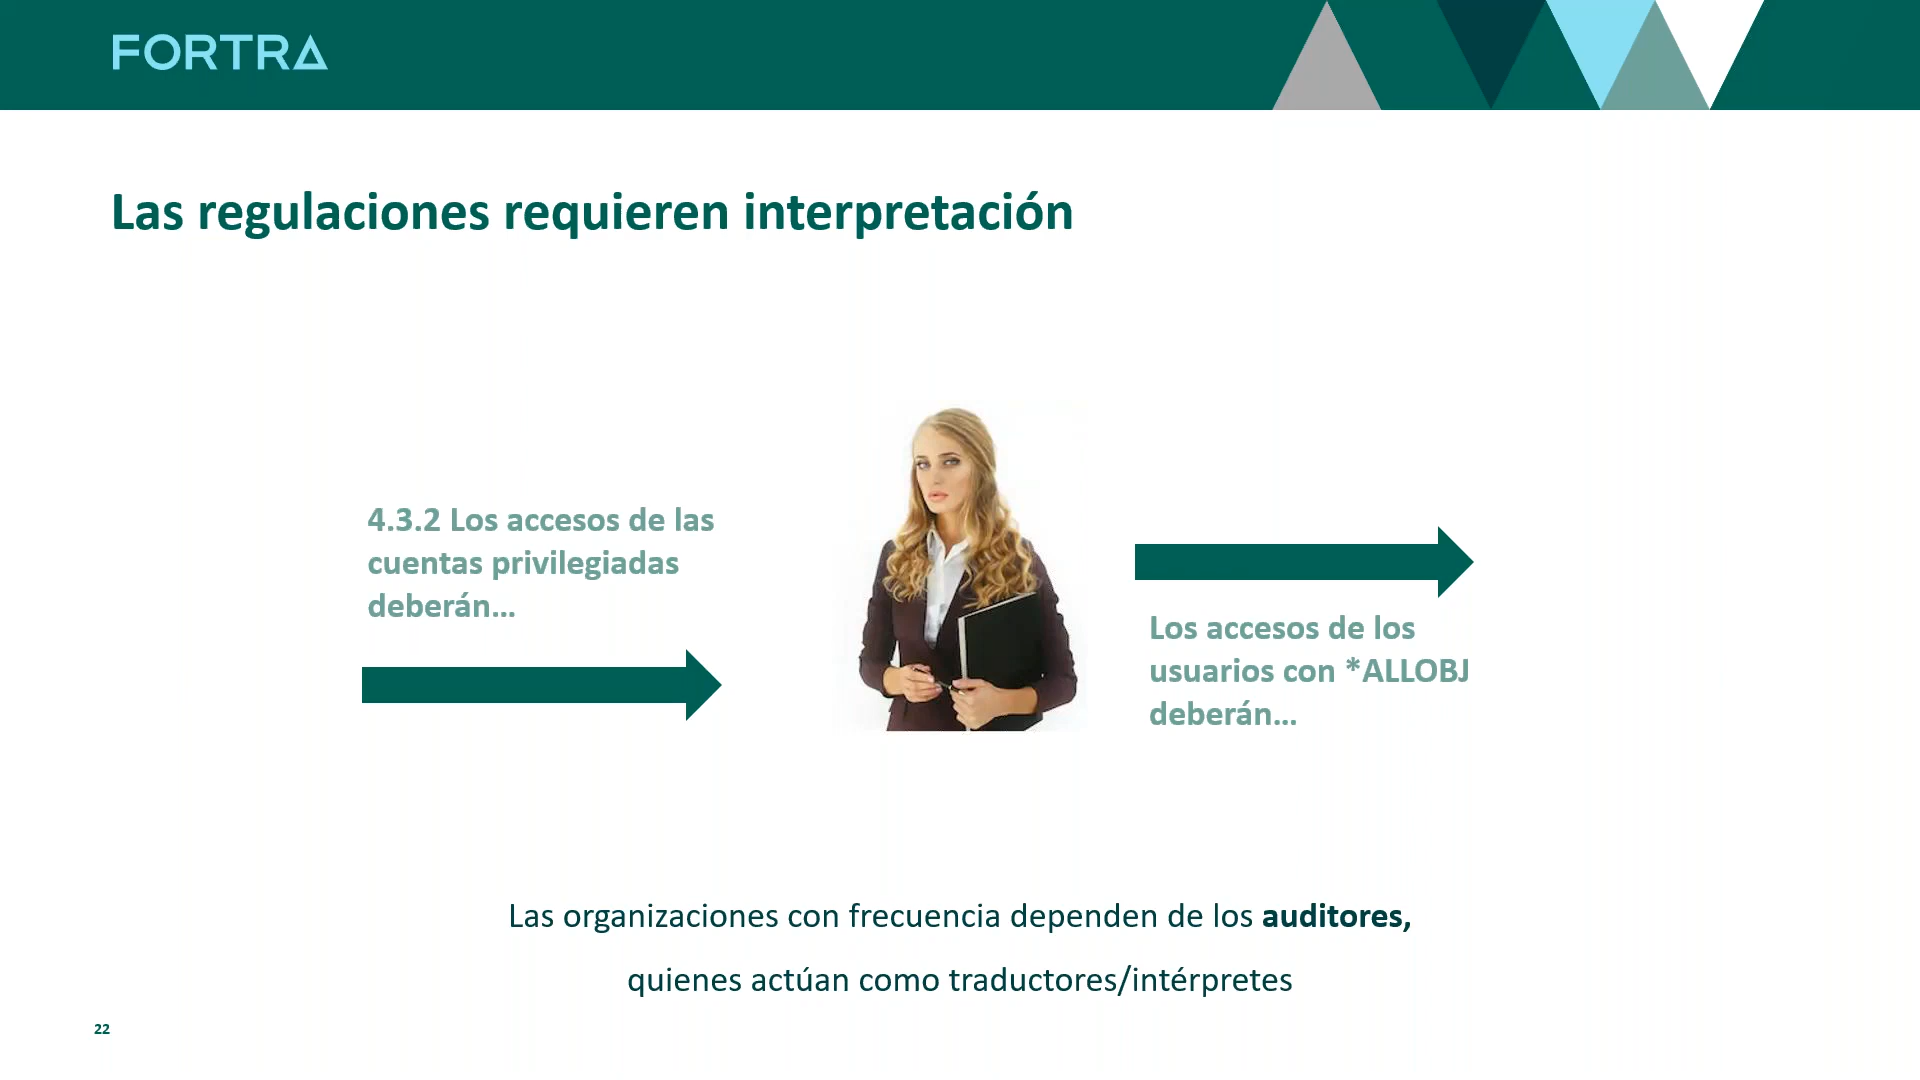 FORTRA
Las regulaciones requieren interpretación
4.3.2 Los accesos de las
cuentas privilegiadas
deberán...
Los accesos de los
usuarios con *ALLOBJ
deberán...
Las organizaciones con frecuencia dependen de los auditores,
quienes actúan como traductores/intérpretes
22